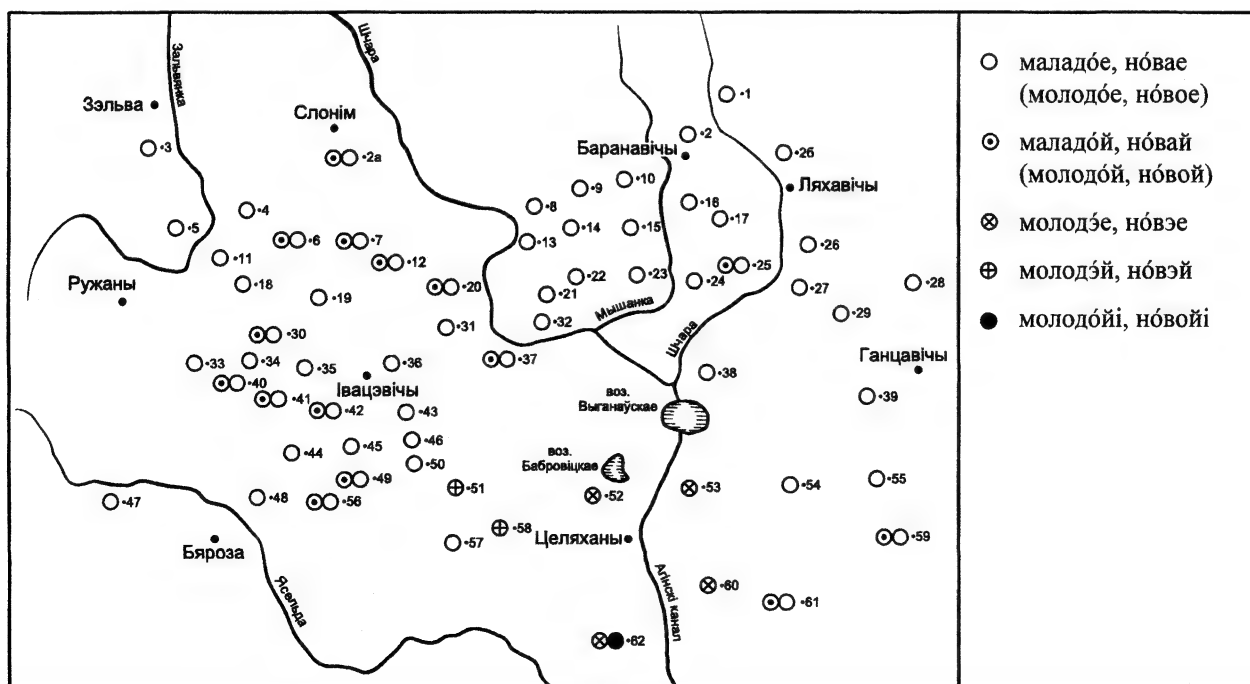 Зальвянка
Шчара
Зэльва
Слонім
•1
•2
•2а
Баранавічы
•26
Ляхавічы
•3
•10
•9
•8
•16
•17
•4
•5
•14
•15
•13
•6
•7
•26
•11
•12
•25
•18
•22
•23
•24
•20
•27
•28
Ружаны
•19
•21
Мышанка
•29
•31
•32
•30
Шчара
•33
•34
•35
•36
•37
•38
Ганцавічы
Івацэвічы
•40
•41
•39
•42
•43
воз.
Выганаўскае
•44
•45
•46
•50
воз.
Бабровіцкае
•49
•51
•52
•53
•54
•55
•47
•48
•56
•58
Бяроза
•57
Целяханы
•59
Ясельда
Агінскі канал
•60
•61
•62
маладо́е, но́вае
(молодо́е, но́вое)
маладо́й, но́вай
(молодо́й, но́вой)
молодэ́е, но́вэе
молодэ́й, но́вэй
молодо́йі, но́войі